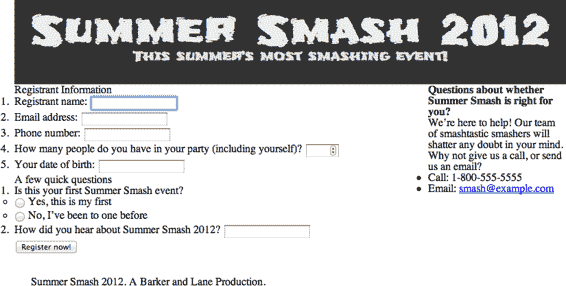 Summer Smash 2012
This summer's most smashing event!
Registrant Information
1. Registrant name:
2. Email address:
3. Phone number:
4. How many people do you have in your party (including yourself)?
5. Your date of birth:
A few quick questions
1. Is this your first Summer Smash event?
Yes, this is my first
No, I've been to one before
2. How did you hear about Summer Smash 2012?
Register now!
Questions about whether
Summer Smash is right for
you?
We're here to help! Our team
of smashtastic smashers will
shatter any doubt in your mind.
Why not give us a call, or send
us an email?
Call: 1-800-555-5555
Email: smash@example.com
Summer Smash 2012. A Barker and Lane Production.